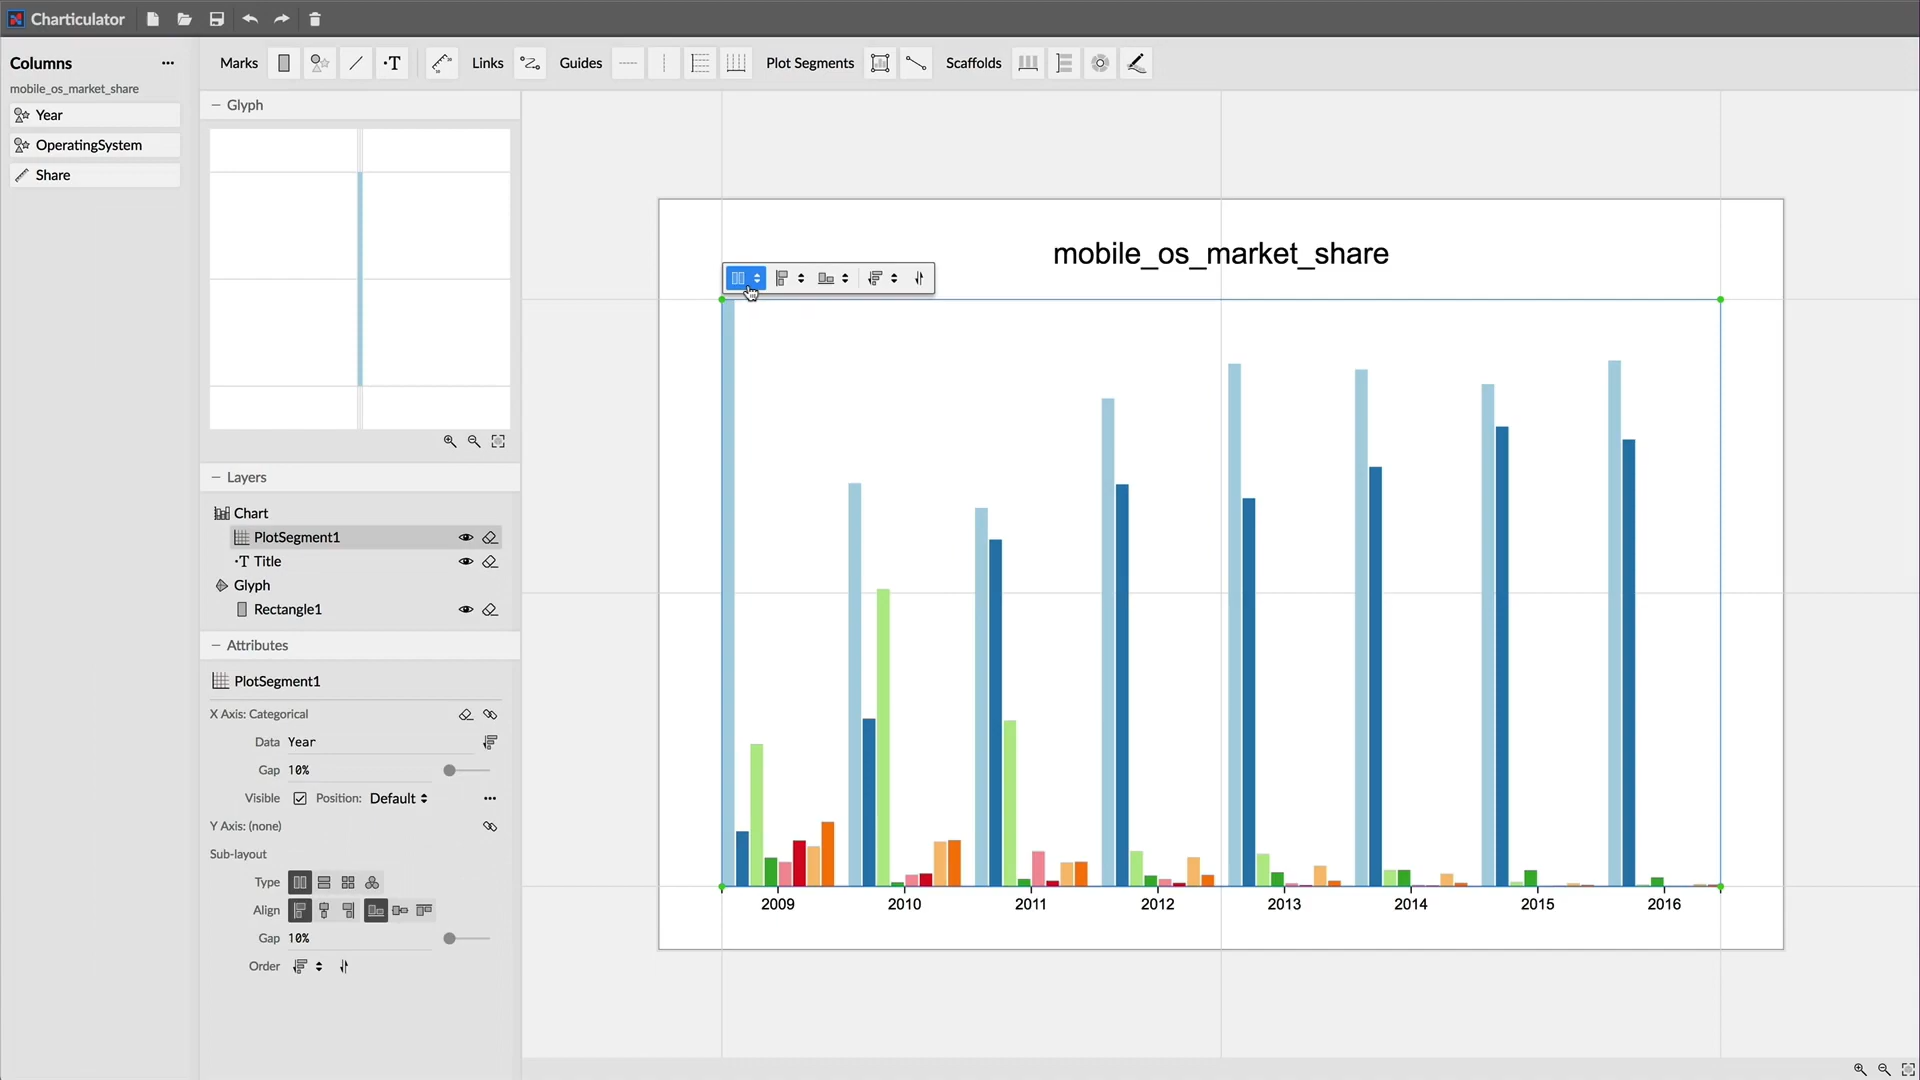 Charticulator
Columns
mobile_os_market_share
Year
OperatingSystem
Share
Marks
T
Links
Guides
Plot Segments
Scaffolds
Glyph
Layers
Chart
PlotSegment1
T Title
Glyph
Rectangle1
Attributes
PlotSegment1
X Axis: Categorical
Data Year
Gap 10%
Visible Position: Default
Y Axis: (none)
Sub-layout
Type
Align
Gap 10%
Order
mobile_os_market_share
2009 2010 2011 2012 2013 2014 2015 2016